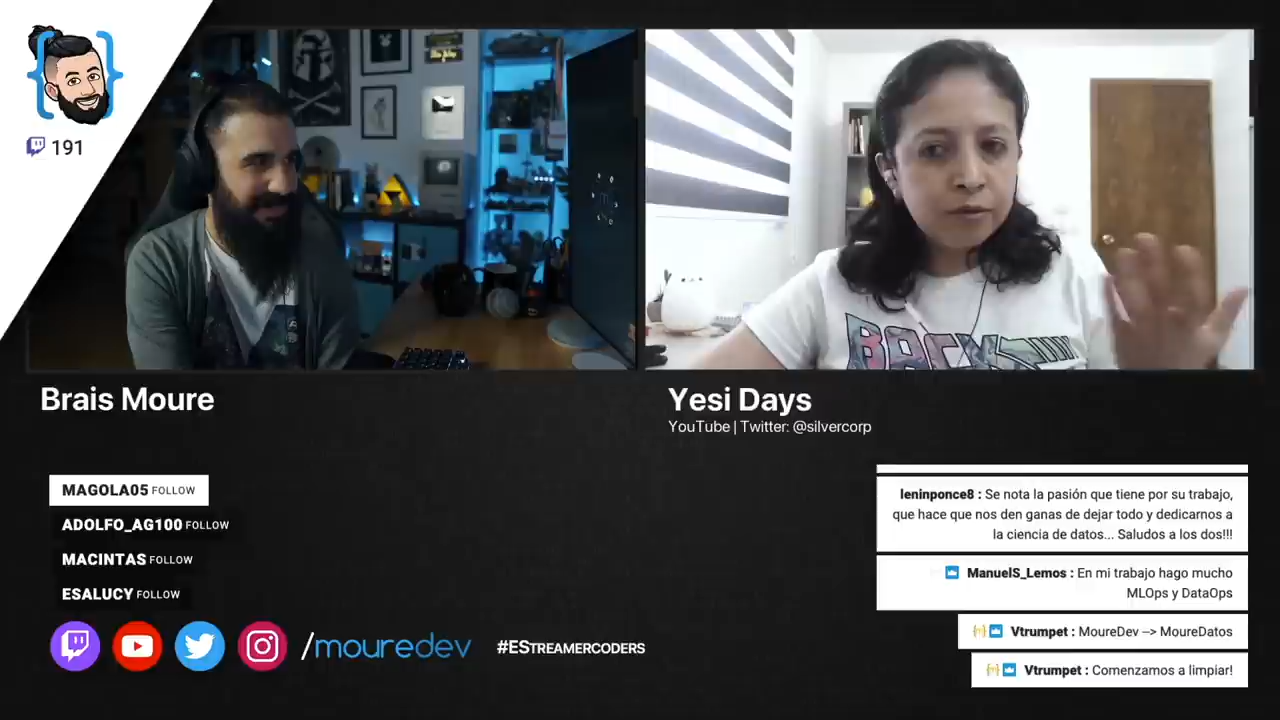 191
Brais Moure
Yesi Days
YouTube | Twitter: @silvercorp
MAGOLA05 FOLLOW
ADOLFO_AG100 FOLLOW
MACINTAS FOLLOW
ESALUCY FOLLOW
/mouredev
#ESTREAMERCODERS
leninponce8 : Se nota la pasión que tiene por su trabajo,
que hace que nos den ganas de dejar todo y dedicarnos a
la ciencia de datos... Saludos a los dos!!!
ManuelS_Lemos : En mi trabajo hago mucho
MLOps y DataOps
Vtrumpet : MoureDev --> MoureDatos
Vtrumpet : Comenzamos a limpiar!